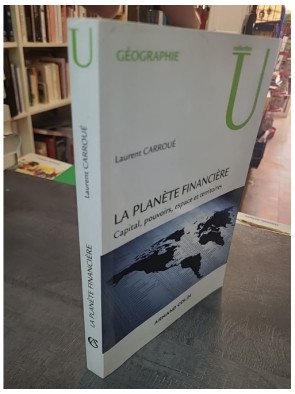 U
LAURENT CARROUÉ
LA PLANÈTE FINANCIÈRE
collection
U
GÉOGRAPHIE
Laurent CARROUÉ
LA PLANÈTE FINANCIÈRE
Capital, pouvoirs, espace et territoires
ARMAND COLIN